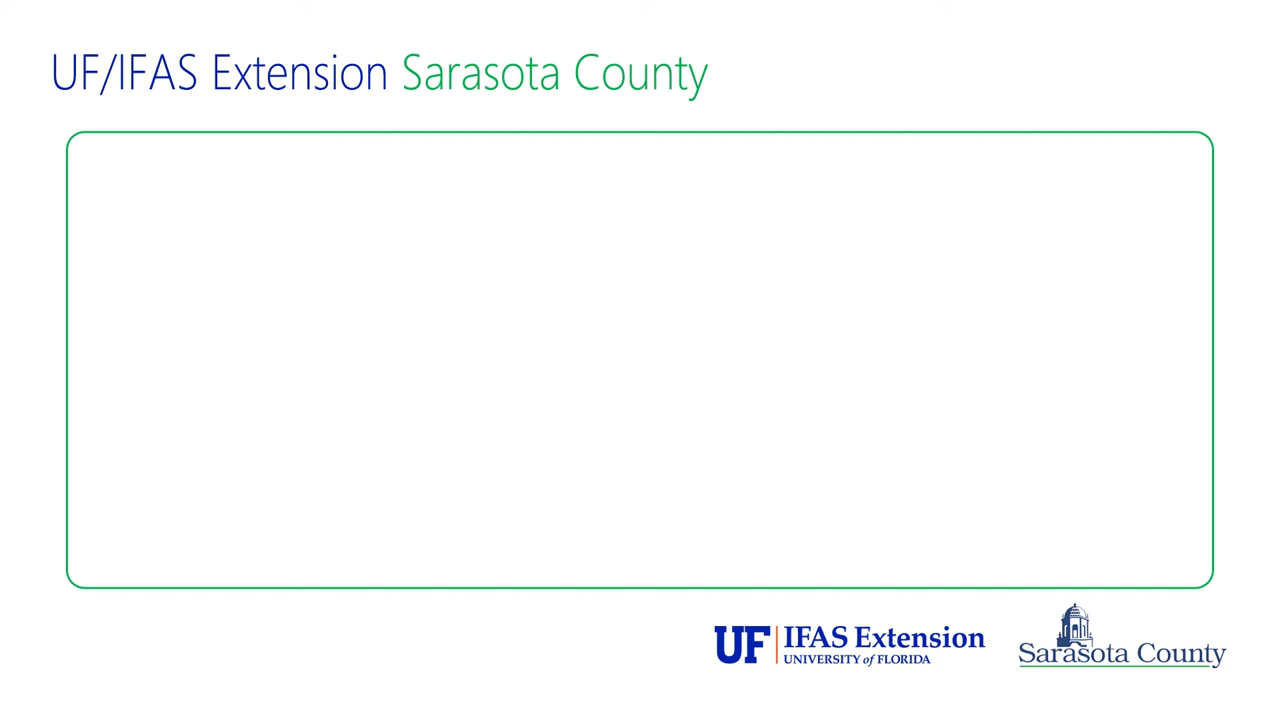 UF/IFAS Extension Sarasota County
UF | IFAS Extension
UNIVERSITY of FLORIDA
Sarasota County